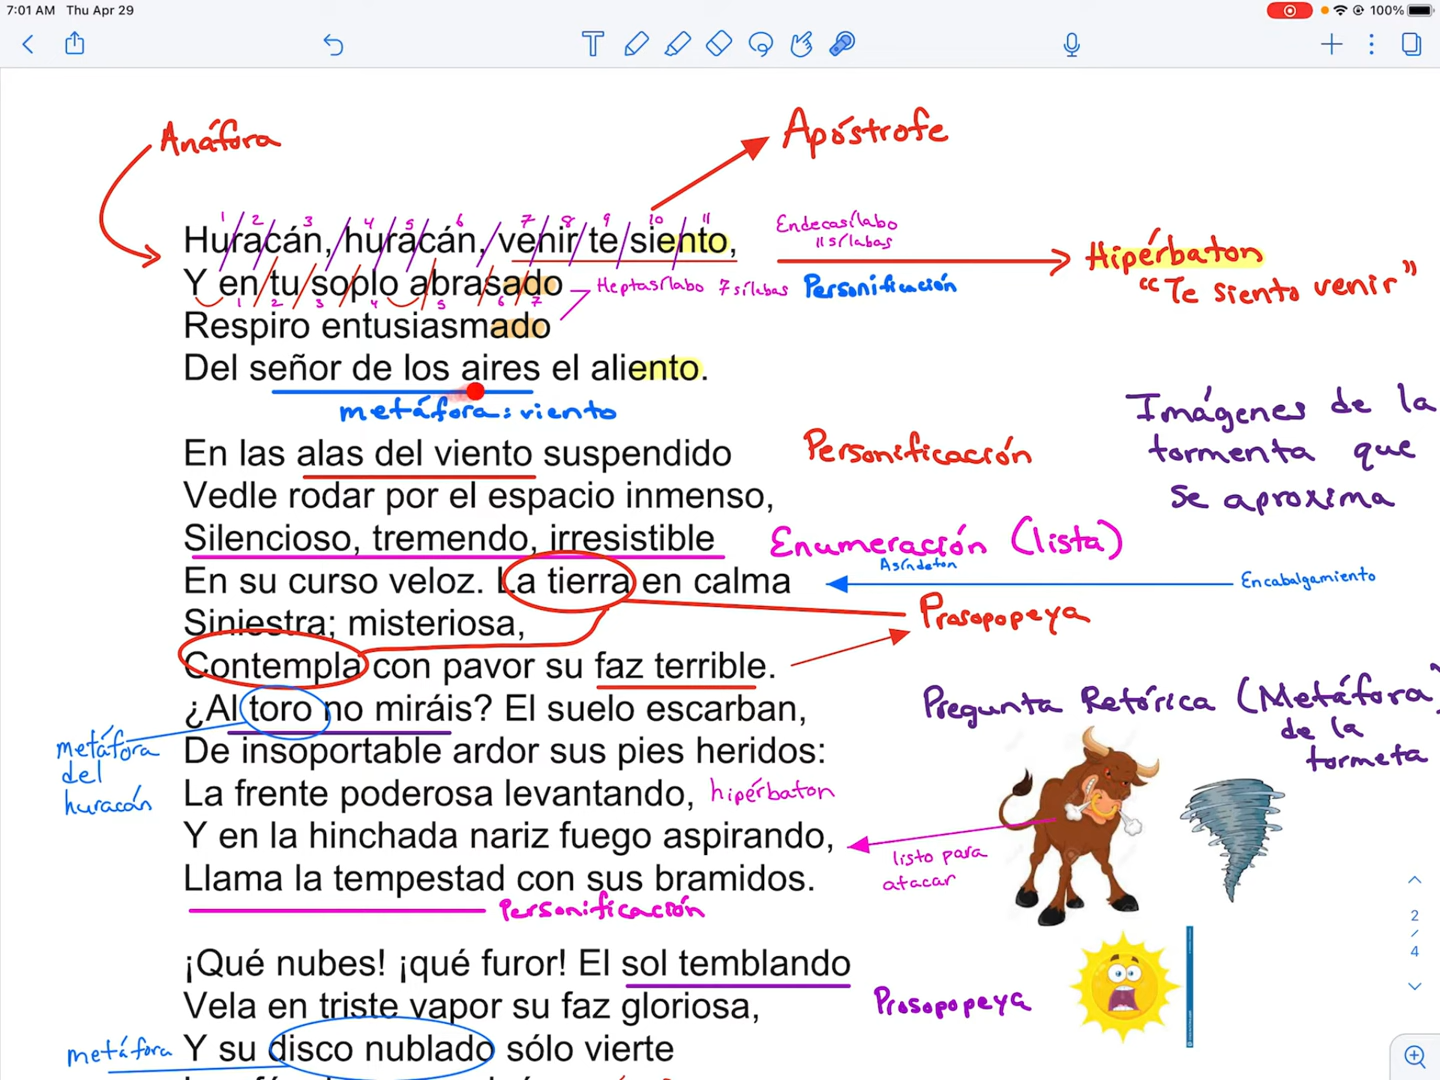 7:01 AM Thu Apr 29
100%
Anáfora
Apóstrofe
1 2 3 4 5 6 7 8 9 10 11
Huracán, huracán, venir te siento,
Endecasílabo
11 sílabas
Hipérbaton
"Te siento venir"
Y en tu soplo abrasado
1 2 3 4 5 6 7
Heptasílabo 7 sílabas
Personificación
Respiro entusiasmado
Del señor de los aires el aliento.
metáfora: viento
Imágenes de la
tormenta que
se aproxima
En las alas del viento suspendido
Personificación
Vedle rodar por el espacio inmenso,
Silencioso, tremendo, irresistible
Enumeración (lista)
Asíndeton
En su curso veloz. La tierra en calma
Encabalgamiento
Siniestra; misteriosa,
Prosopopeya
Contempla con pavor su faz terrible.
¿Al toro no miráis? El suelo escarban,
Pregunta Retórica (Metáfora)
de la
tormeta
metáfora
del
huracán
De insoportable ardor sus pies heridos:
La frente poderosa levantando,
hipérbaton
Y en la hinchada nariz fuego aspirando,
listo para
atacar
Llama la tempestad con sus bramidos.
Personificación
2
/
4
¡Qué nubes! ¡qué furor! El sol temblando
Vela en triste vapor su faz gloriosa,
Prosopopeya
metáfora
Y su disco nublado sólo vierte